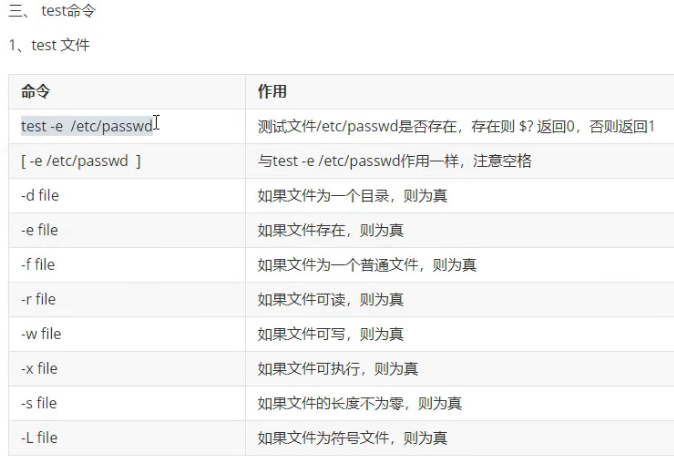 三、 test命令
1、test 文件
命令 作用
test -e /etc/passwd 测试文件/etc/passwd是否存在，存在则 $? 返回0，否则返回1
[ -e /etc/passwd ] 与test -e /etc/passwd作用一样，注意空格
-d file 如果文件为一个目录，则为真
-e file 如果文件存在，则为真
-f file 如果文件为一个普通文件，则为真
-r file 如果文件可读，则为真
-w file 如果文件可写，则为真
-x file 如果文件可执行，则为真
-s file 如果文件的长度不为零，则为真
-L file 如果文件为符号文件，则为真